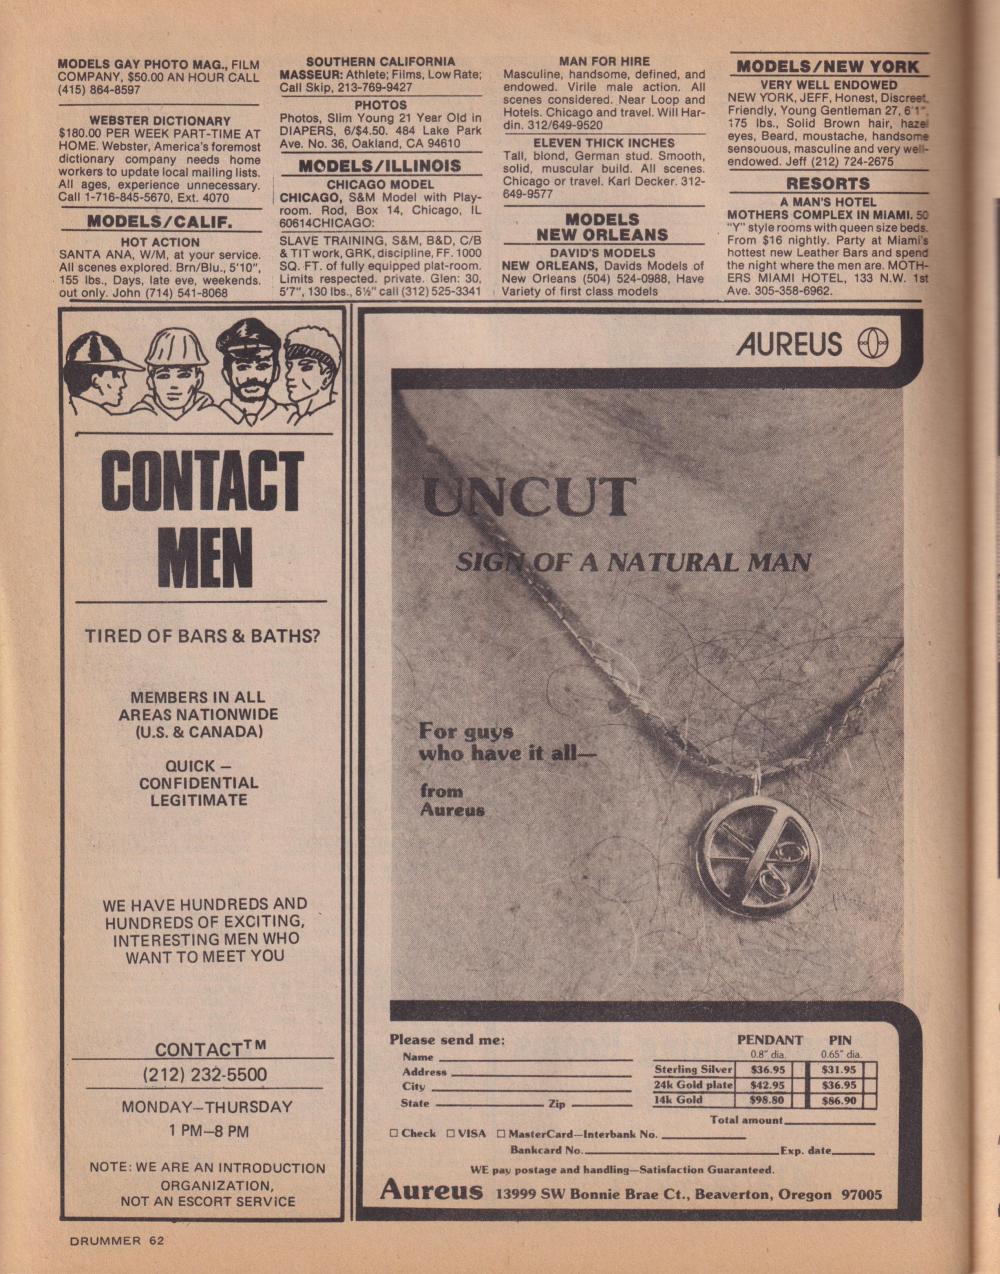 MODELS GAY PHOTO MAG., FILM
COMPANY, $50.00 AN HOUR CALL
(415) 864-8597
WEBSTER DICTIONARY
$180.00 PER WEEK PART-TIME AT
HOME. Webster, America's foremost
dictionary company needs home
workers to update local mailing lists.
All ages, experience unnecessary.
Call 1-716-845-5670, Ext. 4070
MODELS/CALIF.
HOT ACTION
SANTA ANA, W/M, at your service.
All scenes explored. Brn/Blu., 5'10",
155 lbs., Days, late eve, weekends.
out only. John (714) 541-8068
SOUTHERN CALIFORNIA
MASSEUR: Athlete; Films, Low Rate;
Call Skip, 213-769-9427
PHOTOS
Photos, Slim Young 21 Year Old in
DIAPERS, 6/$4.50. 484 Lake Park
Ave. No. 36, Oakland, CA 94610
MODELS/ILLINOIS
CHICAGO MODEL
CHICAGO, S&M Model with Play-
room. Rod, Box 14, Chicago, IL
60614CHICAGO:
SLAVE TRAINING, S&M, B&D, C/B
& TIT work, GRK, discipline, FF. 1000
SQ. FT. of fully equipped plat-room.
Limits respected. private. Glen: 30,
5'7", 130 lbs., 6½" call (312) 525-3341
MAN FOR HIRE
Masculine, handsome, defined, and
endowed. Virile male action. All
scenes considered. Near Loop and
Hotels. Chicago and travel. Will Har-
din. 312/649-9520
ELEVEN THICK INCHES
Tall, blond, German stud. Smooth,
solid, muscular build. All scenes.
Chicago or travel. Karl Decker. 312-
649-9577
MODELS
NEW ORLEANS
DAVID'S MODELS
NEW ORLEANS, Davids Models of
New Orleans (504) 524-0988, Have
Variety of first class models
MODELS/NEW YORK
VERY WELL ENDOWED
NEW YORK, JEFF, Honest, Discreet,
Friendly, Young Gentleman 27, 6'1",
175 lbs., Solid Brown hair, hazel
eyes, Beard, moustache, handsome
sensouous, masculine and very well-
endowed. Jeff (212) 724-2675
RESORTS
A MAN'S HOTEL
MOTHERS COMPLEX IN MIAMI. 50
"Y" style rooms with queen size beds.
From $16 nightly. Party at Miami's
hottest new Leather Bars and spend
the night where the men are. MOTH-
ERS MIAMI HOTEL, 133 N.W. 1st
Ave. 305-358-6962.
CONTACT
MEN
TIRED OF BARS & BATHS?
MEMBERS IN ALL
AREAS NATIONWIDE
(U.S. & CANADA)
QUICK —
CONFIDENTIAL
LEGITIMATE
WE HAVE HUNDREDS AND
HUNDREDS OF EXCITING,
INTERESTING MEN WHO
WANT TO MEET YOU
CONTACT™
(212) 232-5500
MONDAY—THURSDAY
1 PM–8 PM
NOTE: WE ARE AN INTRODUCTION
ORGANIZATION,
NOT AN ESCORT SERVICE
AUREUS
UNCUT
SIGN OF A NATURAL MAN
For guys
who have it all—
from
Aureus
Please send me:
Name
Address
City
State Zip
PENDANT PIN
0.8" dia. 0.65" dia.
Sterling Silver $36.95 $31.95
24k Gold plate $42.95 $36.95
14k Gold $98.80 $86.90
Total amount
☐ Check ☐ VISA ☐ MasterCard—Interbank No.
Bankcard No. Exp. date
WE pay postage and handling—Satisfaction Guaranteed.
Aureus 13999 SW Bonnie Brae Ct., Beaverton, Oregon 97005
DRUMMER 62